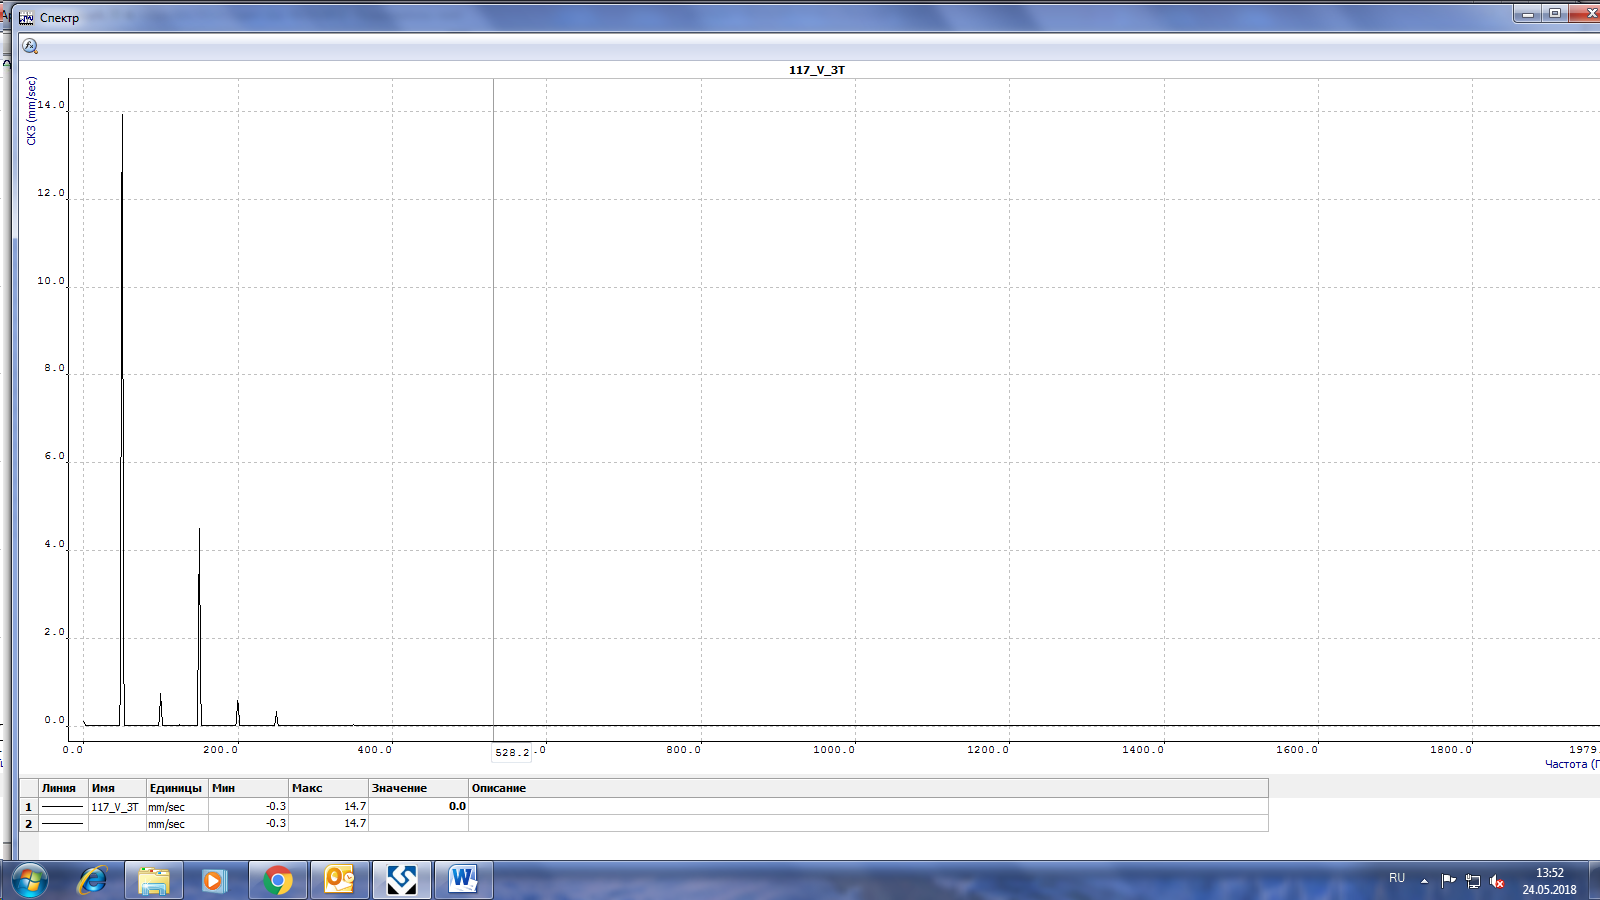 Спектр
117_V_3T
СКЗ (mm/sec)
14.0
12.0
10.0
8.0
6.0
4.0
2.0
0.0
0.0 200.0 400.0 528.2 .0 800.0 1000.0 1200.0 1400.0 1600.0 1800.0 1979.
Частота (Г
Линия Имя Единицы Мин Макс Значение Описание
1 117_V_3T mm/sec -0.3 14.7 0.0
2 mm/sec -0.3 14.7
RU 13:52
24.05.2018